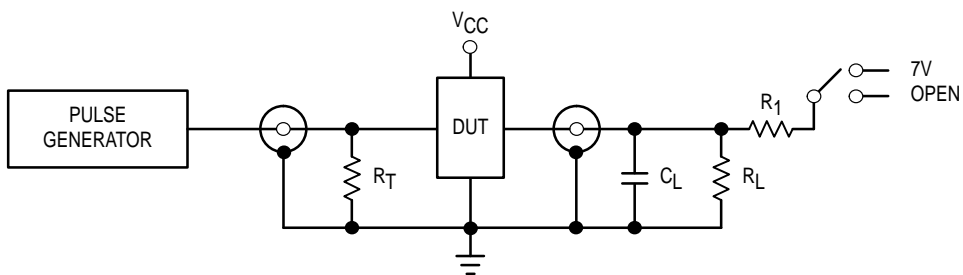 VCC
PULSE
GENERATOR
DUT
RT
CL
RL
R1
7V
OPEN